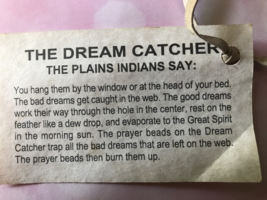 THE DREAM CATCHER
THE PLAINS INDIANS SAY:
You hang them by the window or at the head of your bed.
The bad dreams get caught in the web. The good dreams
work their way through the hole in the center, rest on the
feather like a dew drop, and evaporate to the Great Spirit
in the morning sun. The prayer beads on the Dream
Catcher trap all the bad dreams that are left on the web.
The prayer beads then burn them up.